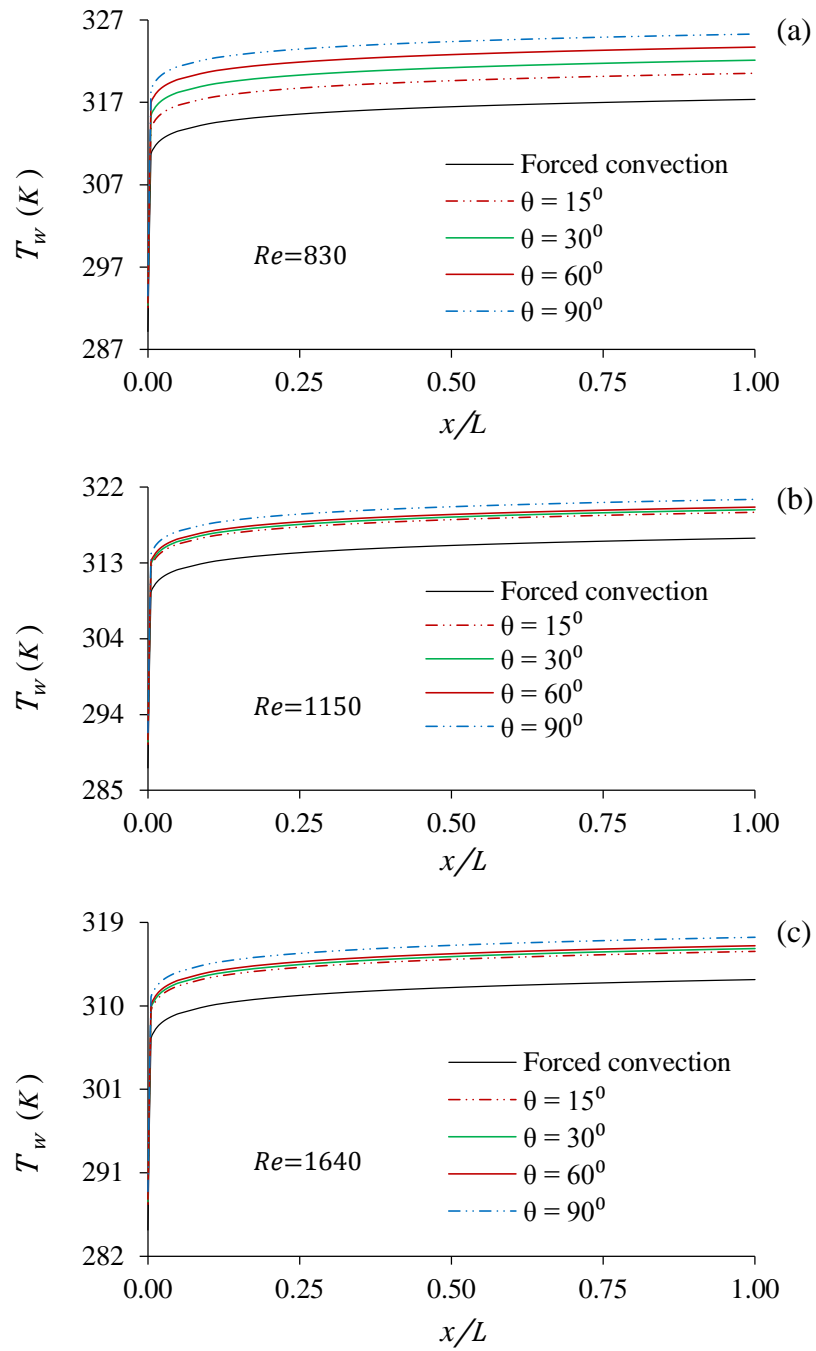 (a)
327
317
307
297
287
T_w (K)
Forced convection
θ = 15⁰
θ = 30⁰
θ = 60⁰
θ = 90⁰
Re=830
0.00 0.25 0.50 0.75 1.00
x/L
(b)
322
313
304
294
285
T_w (K)
Forced convection
θ = 15⁰
θ = 30⁰
θ = 60⁰
θ = 90⁰
Re=1150
0.00 0.25 0.50 0.75 1.00
x/L
(c)
319
310
301
291
282
T_w (K)
Forced convection
θ = 15⁰
θ = 30⁰
θ = 60⁰
θ = 90⁰
Re=1640
0.00 0.25 0.50 0.75 1.00
x/L